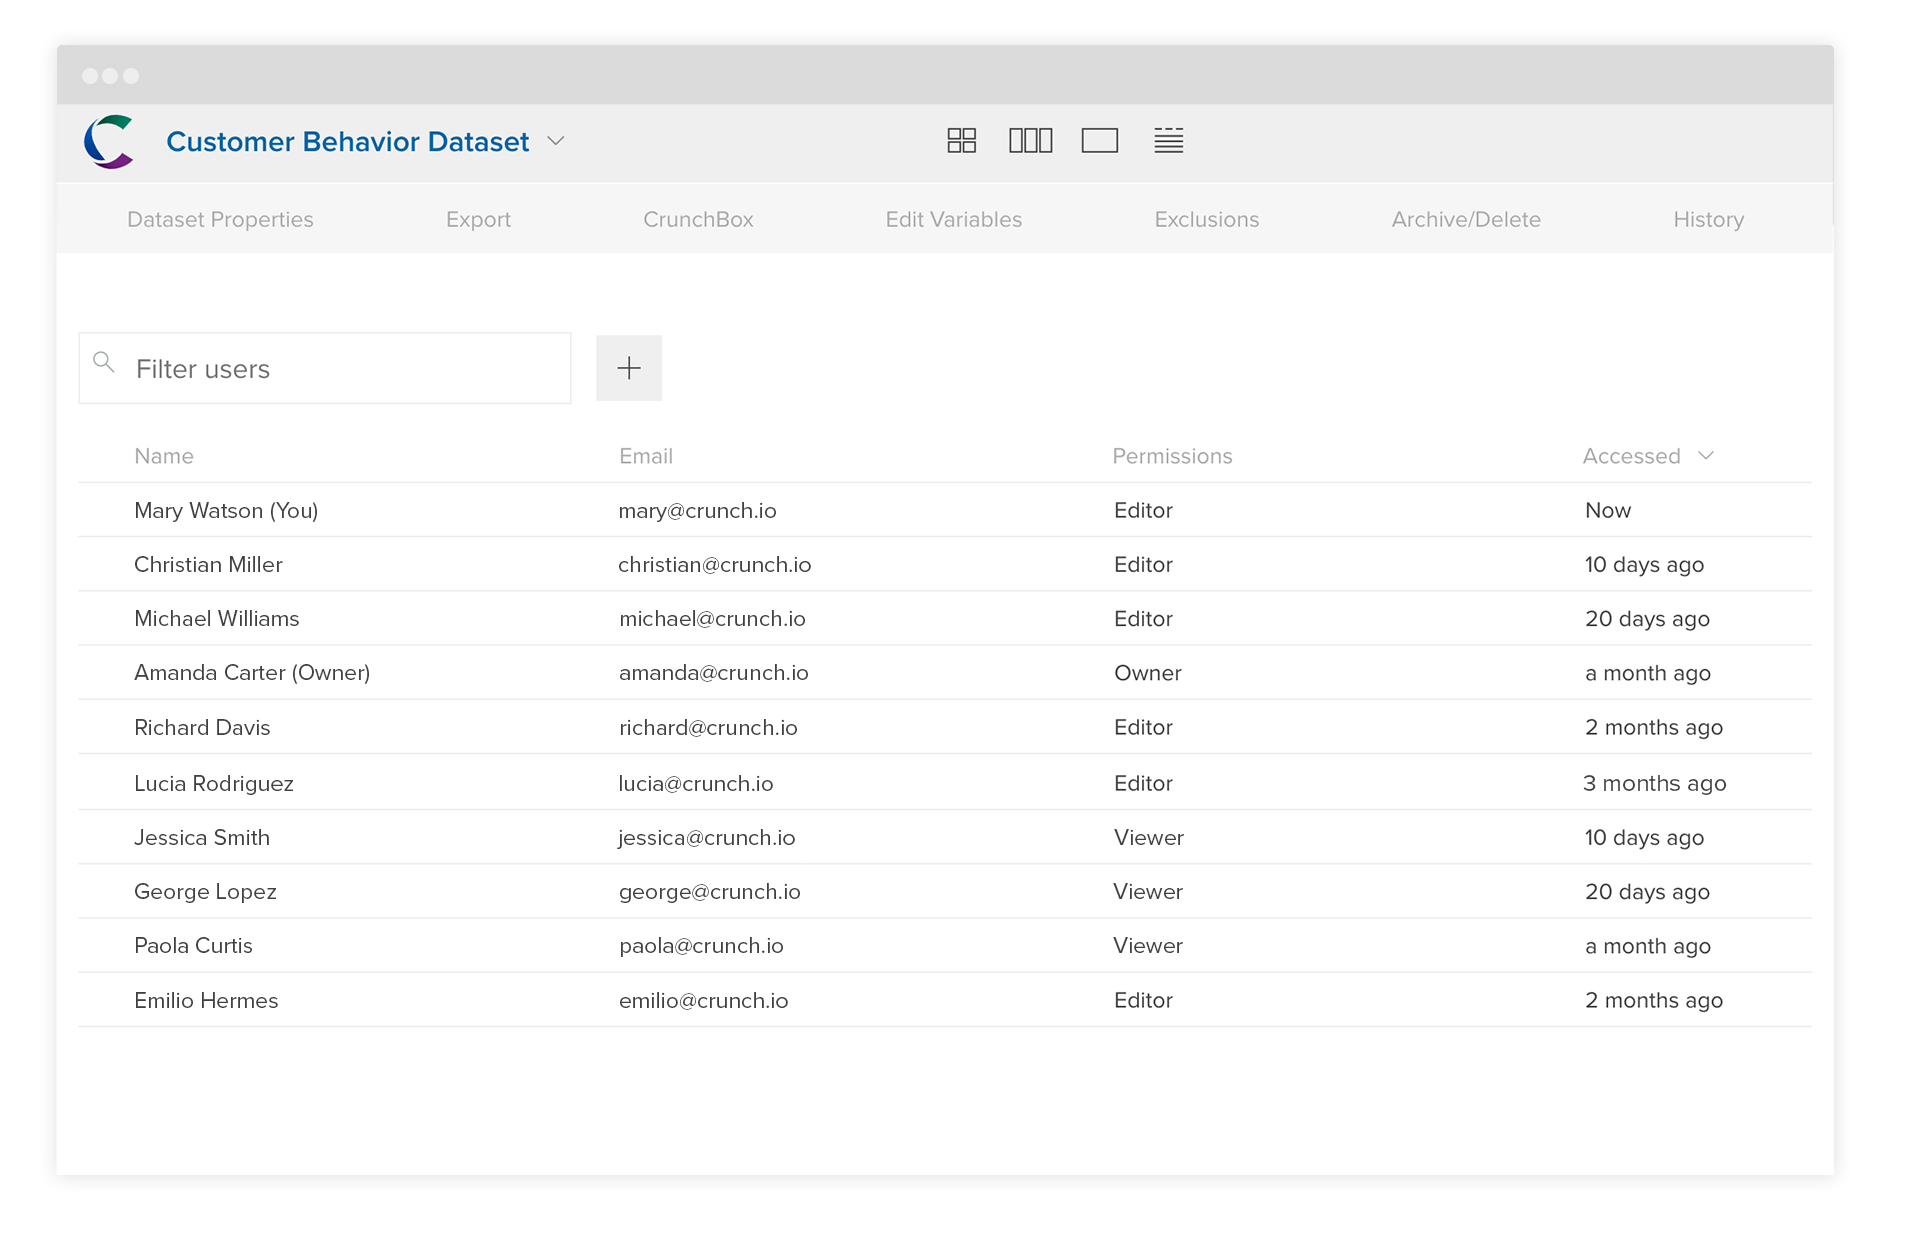 Customer Behavior Dataset
Dataset Properties Export CrunchBox Edit Variables Exclusions Archive/Delete History
Filter users
Name Email Permissions Accessed
Mary Watson (You) mary@crunch.io Editor Now
Christian Miller christian@crunch.io Editor 10 days ago
Michael Williams michael@crunch.io Editor 20 days ago
Amanda Carter (Owner) amanda@crunch.io Owner a month ago
Richard Davis richard@crunch.io Editor 2 months ago
Lucia Rodriguez lucia@crunch.io Editor 3 months ago
Jessica Smith jessica@crunch.io Viewer 10 days ago
George Lopez george@crunch.io Viewer 20 days ago
Paola Curtis paola@crunch.io Viewer a month ago
Emilio Hermes emilio@crunch.io Editor 2 months ago